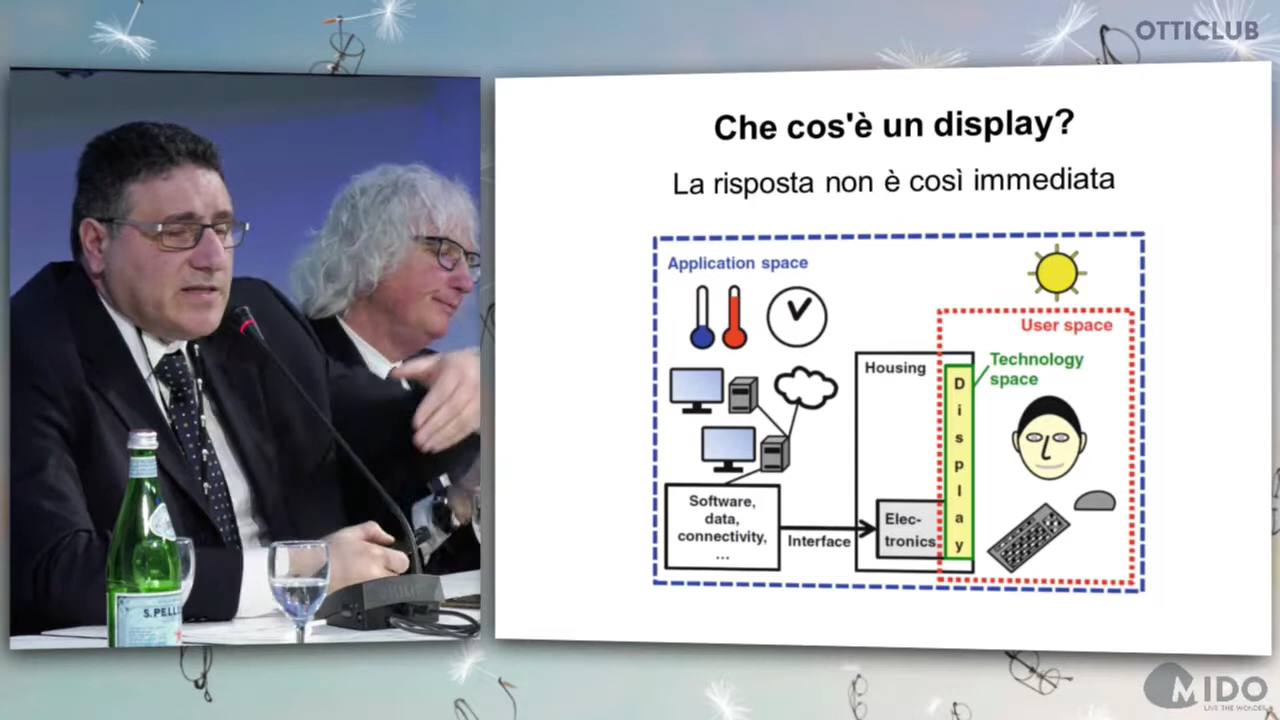 OTTICLUB
Che cos'è un display?
La risposta non è così immediata
Application space
User space
Technology
space
Housing
Display
Software,
data,
connectivity,
...
Interface
Elec-
tronics
S.PELL
MIDO
LIVE THE WONDER